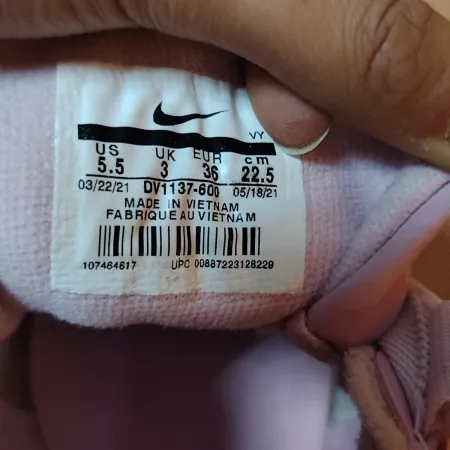 VY
US UK EUR cm
5.5 3 36 22.5
03/22/21 DV1137-600 05/18/21
MADE IN VIETNAM
FABRIQUE AU VIETNAM
107464617 UPC 00887223128229